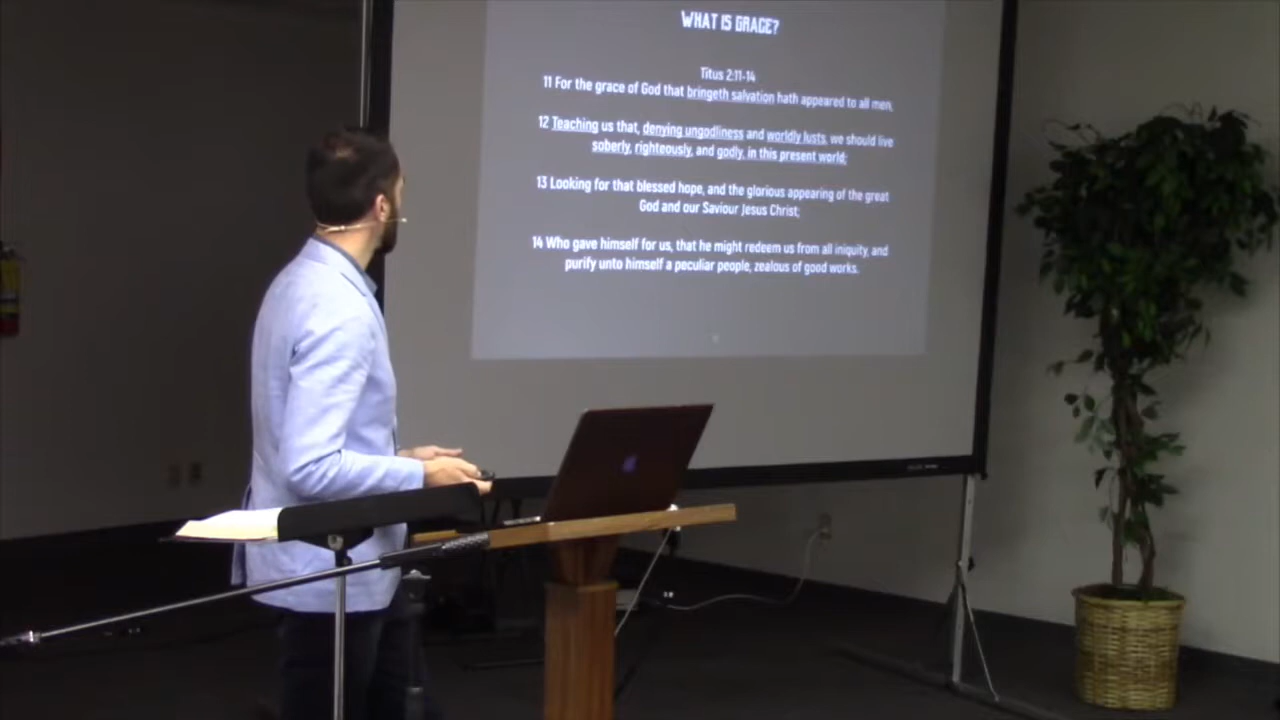 WHAT IS GRACE?
Titus 2:11-14
11 For the grace of God that bringeth salvation hath appeared to all men,
12 Teaching us that, denying ungodliness and worldly lusts, we should live
soberly, righteously, and godly, in this present world;
13 Looking for that blessed hope, and the glorious appearing of the great
God and our Saviour Jesus Christ;
14 Who gave himself for us, that he might redeem us from all iniquity, and
purify unto himself a peculiar people, zealous of good works.